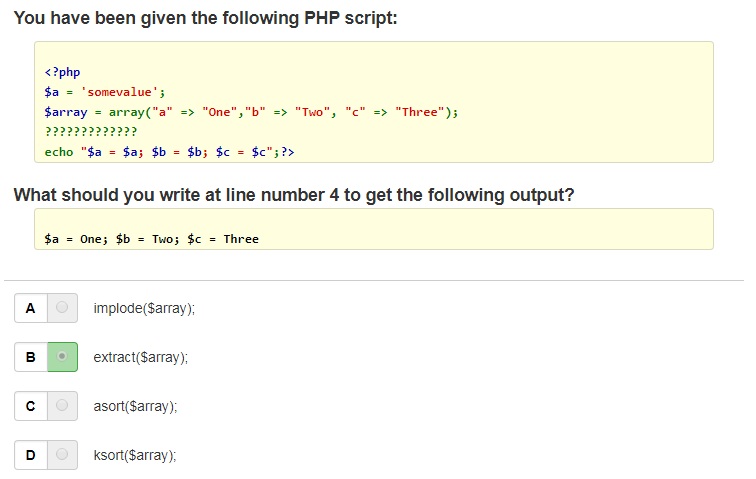 You have been given the following PHP script:
<?php
$a = 'somevalue';
$array = array("a" => "One","b" => "Two", "c" => "Three");
?????????????
echo "$a = $a; $b = $b; $c = $c";?>
What should you write at line number 4 to get the following output?
$a = One; $b = Two; $c = Three
A implode($array);
B extract($array);
C asort($array);
D ksort($array);